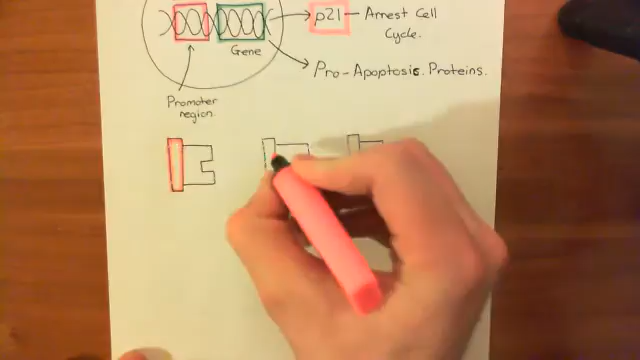 p21 — Arrest Cell
Cycle.
Gene
Pro-Apoptosis. Proteins.
Promoter
region.